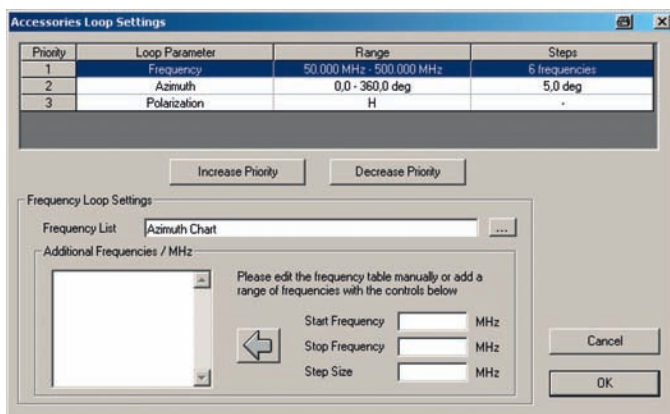 Accessories Loop Settings
Priority Loop Parameter Range Steps
1 Frequency 50.000 MHz - 500.000 MHz 6 frequencies
2 Azimuth 0,0 - 360,0 deg 5,0 deg
3 Polarization H -
Increase Priority Decrease Priority
Frequency Loop Settings
Frequency List Azimuth Chart ...
Additional Frequencies / MHz
Please edit the frequency table manually or add a
range of frequencies with the controls below
Start Frequency MHz
Stop Frequency MHz
Step Size MHz
Cancel
OK